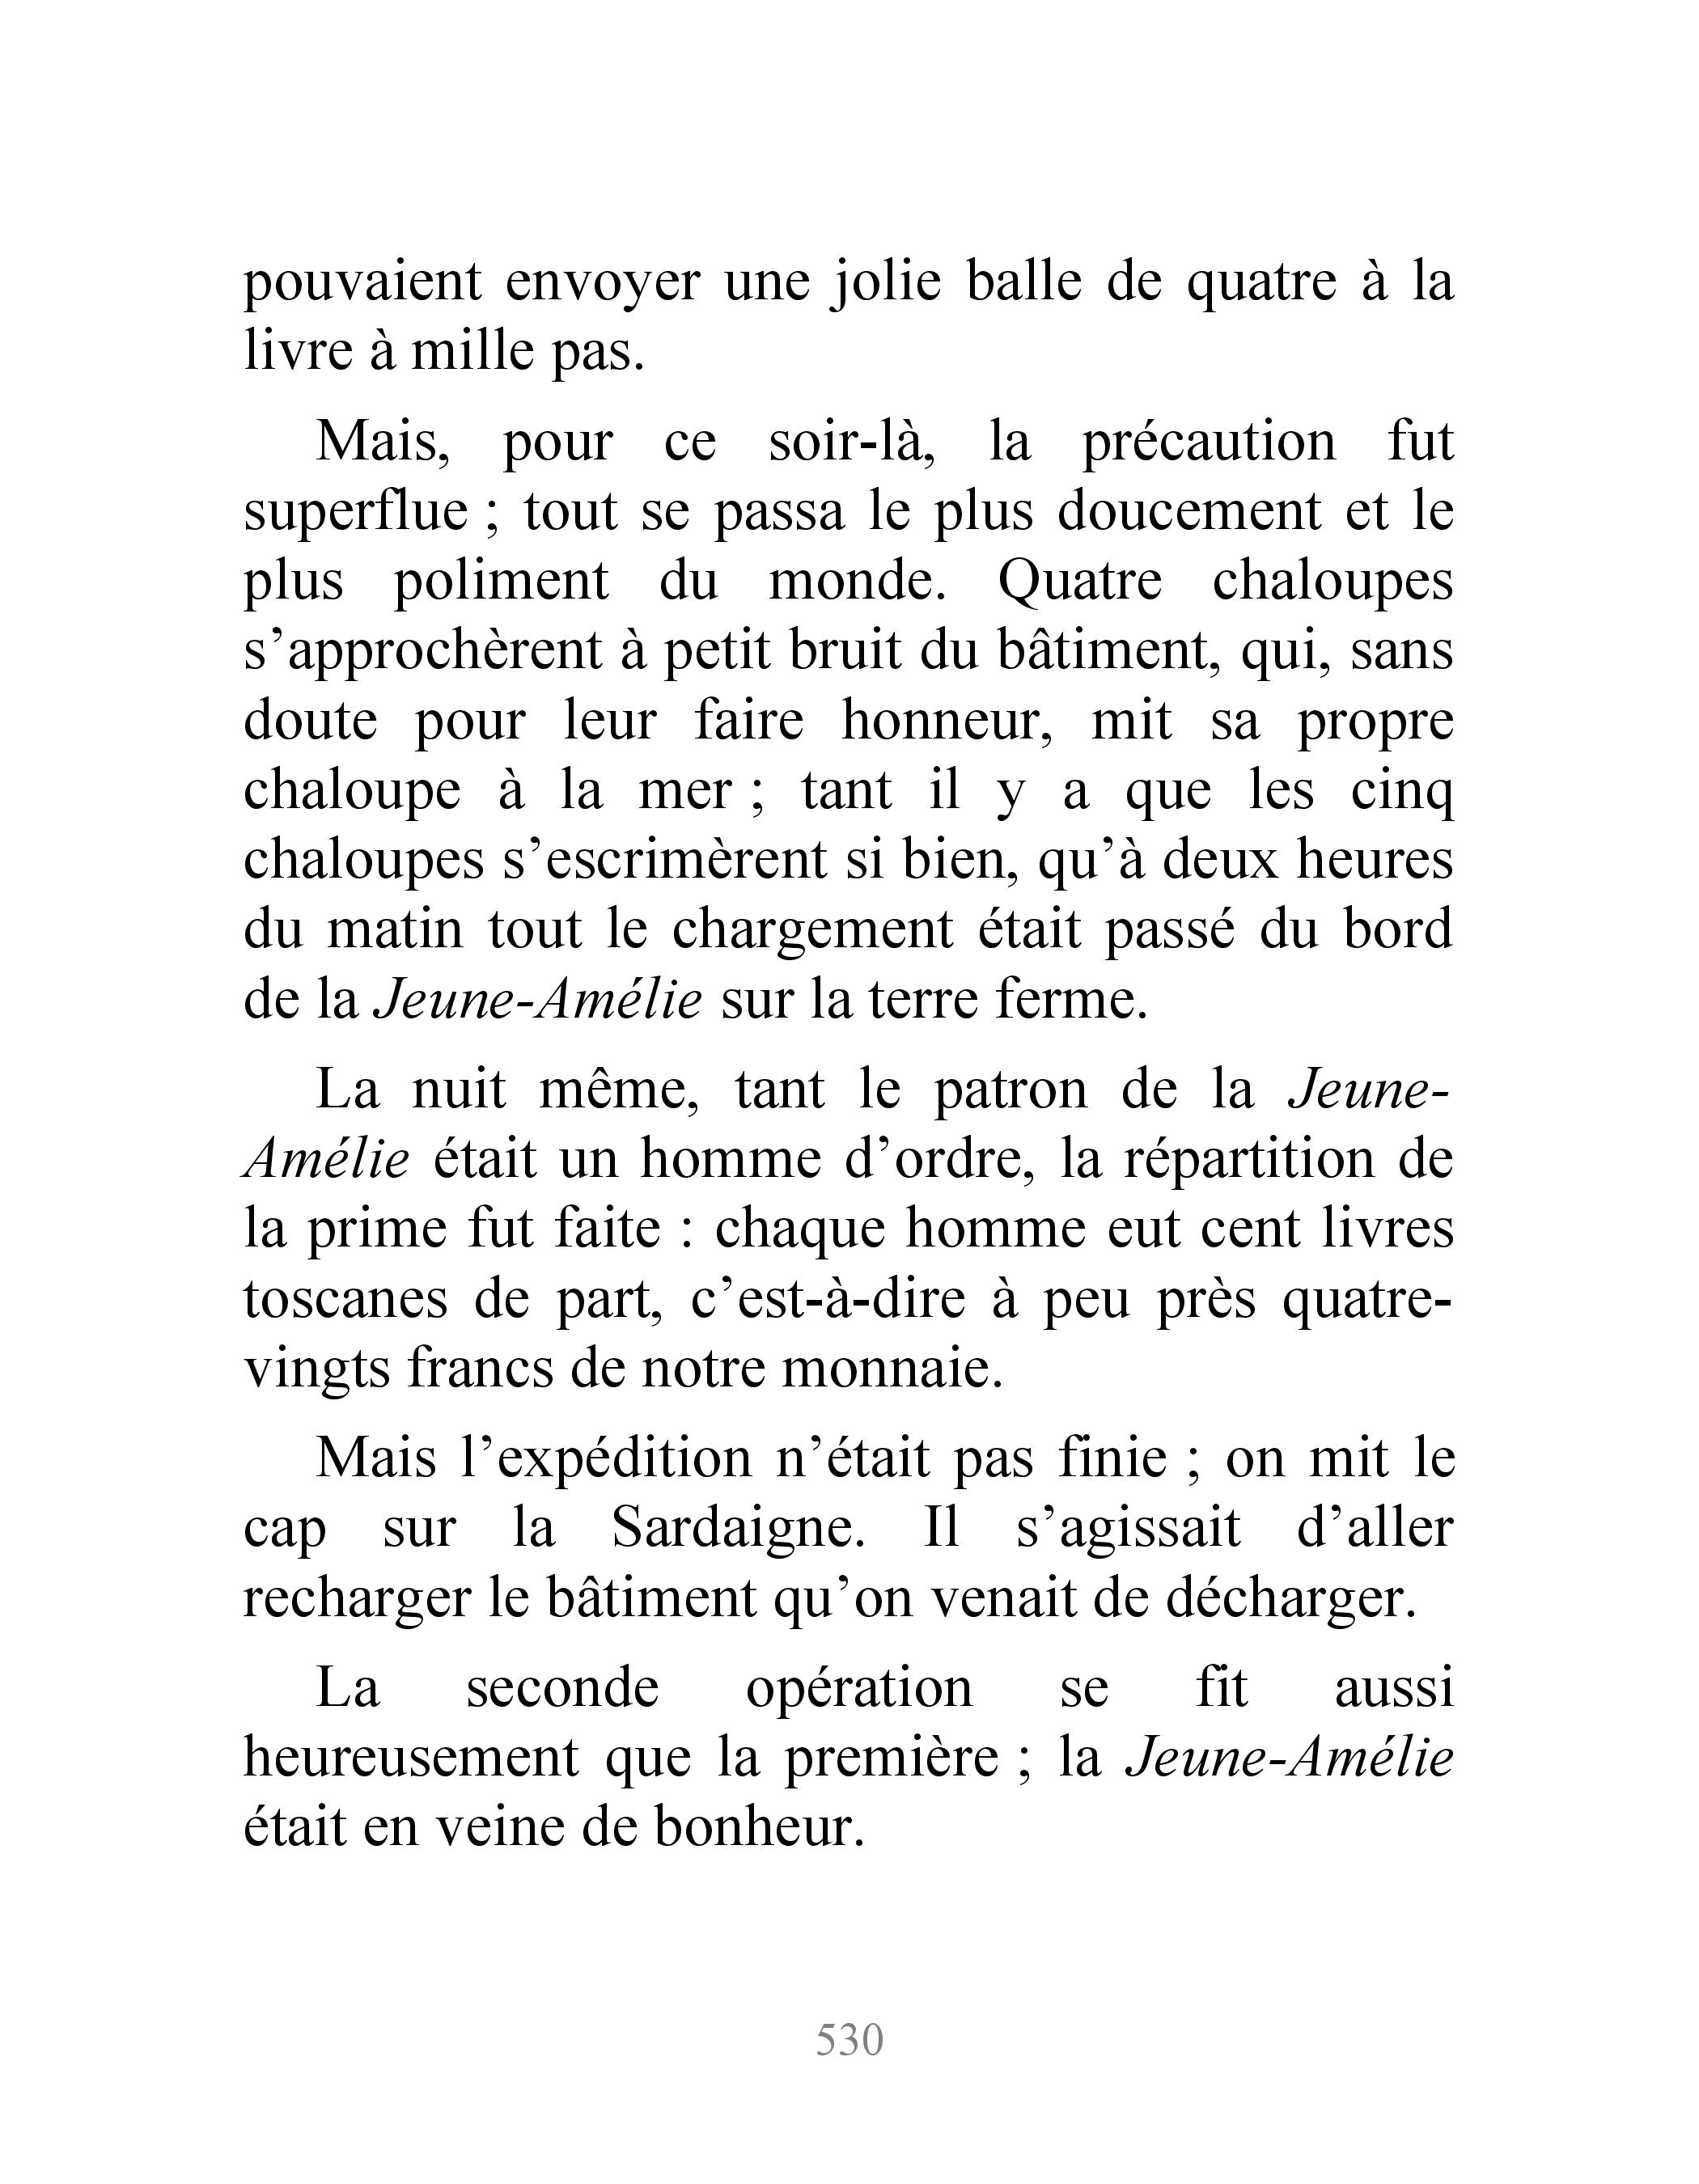 pouvaient envoyer une jolie balle de quatre à la
livre à mille pas.
Mais, pour ce soir-là, la précaution fut
superflue ; tout se passa le plus doucement et le
plus poliment du monde. Quatre chaloupes
s’approchèrent à petit bruit du bâtiment, qui, sans
doute pour leur faire honneur, mit sa propre
chaloupe à la mer ; tant il y a que les cinq
chaloupes s’escrimèrent si bien, qu’à deux heures
du matin tout le chargement était passé du bord
de la Jeune-Amélie sur la terre ferme.
La nuit même, tant le patron de la Jeune-
Amélie était un homme d’ordre, la répartition de
la prime fut faite : chaque homme eut cent livres
toscanes de part, c’est-à-dire à peu près quatre-
vingts francs de notre monnaie.
Mais l’expédition n’était pas finie ; on mit le
cap sur la Sardaigne. Il s’agissait d’aller
recharger le bâtiment qu’on venait de décharger.
La seconde opération se fit aussi
heureusement que la première ; la Jeune-Amélie
était en veine de bonheur.
530